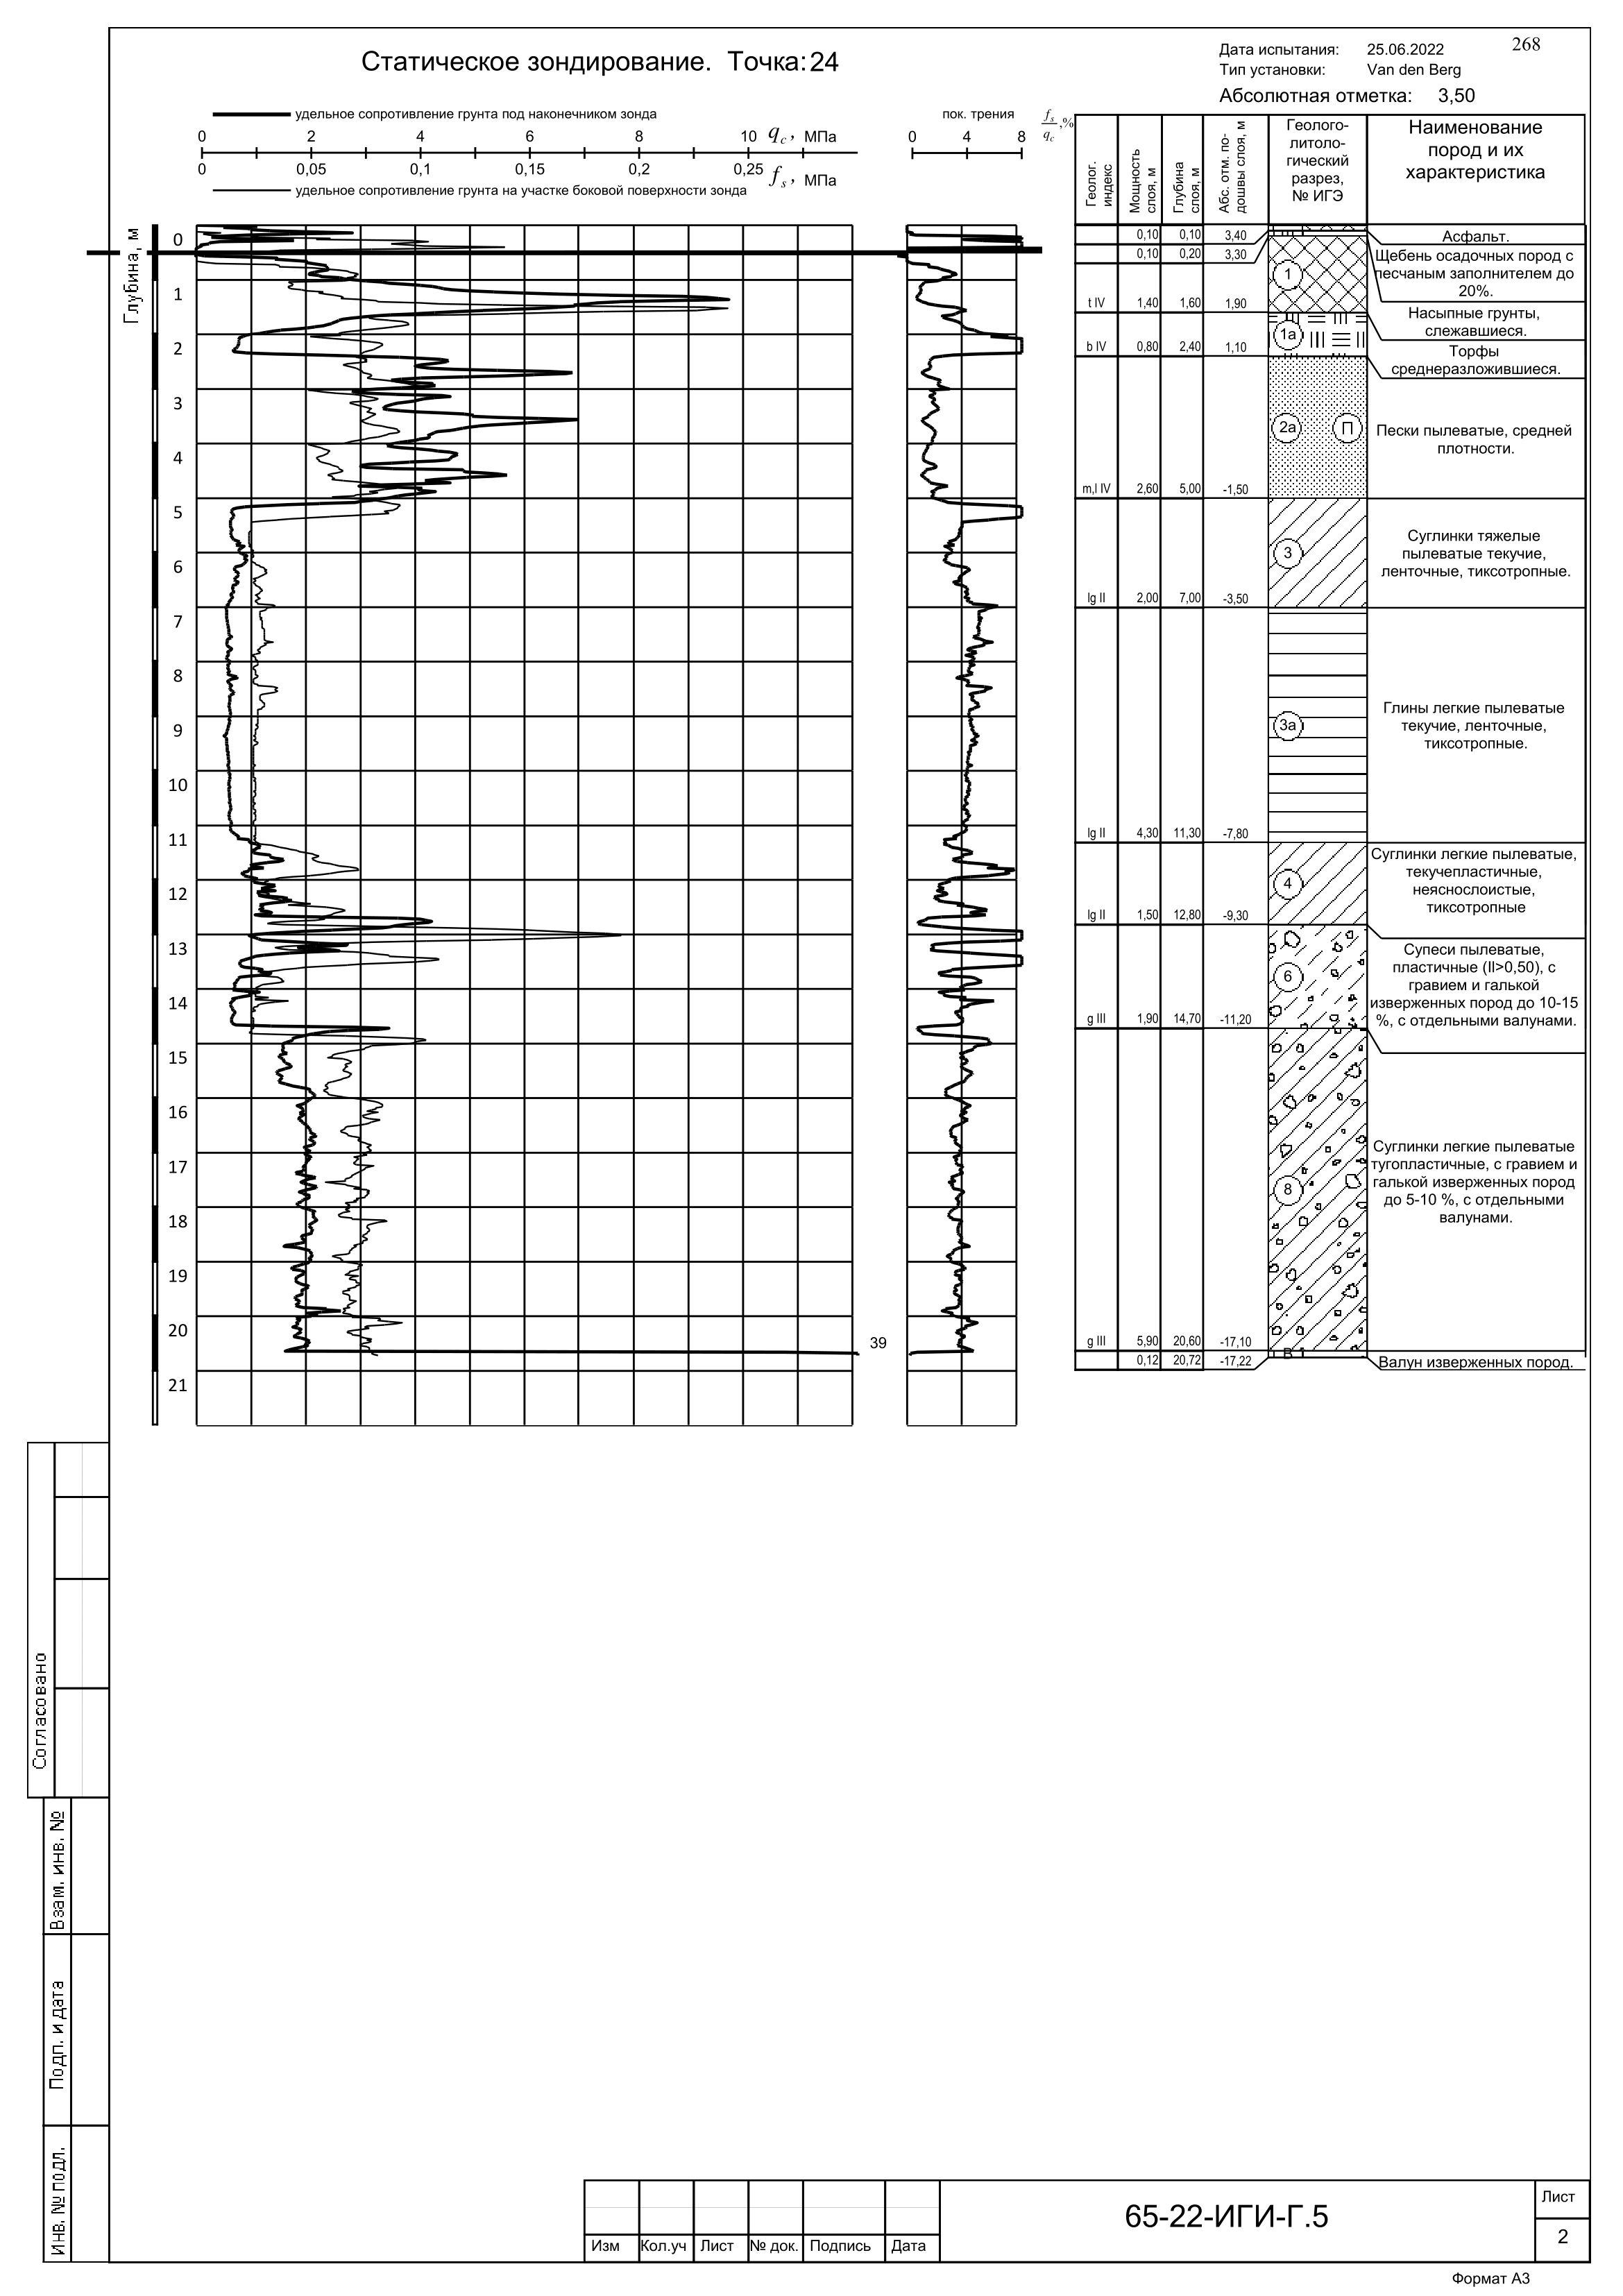 268
Статическое зондирование. Точка: 24
Дата испытания: 25.06.2022
Тип установки: Van den Berg
Абсолютная отметка: 3,50
удельное сопротивление грунта под наконечником зонда
0 2 4 6 8 10 qc, МПа
0 0,05 0,1 0,15 0,2 0,25 fs, МПа
удельное сопротивление грунта на участке боковой поверхности зонда
пок. трения fs/qc ,%
0 4 8
Глубина, м
0
1
2
3
4
5
6
7
8
9
10
11
12
13
14
15
16
17
18
19
20
21
39
Геолог. индекс
Мощность слоя, м
Глубина слоя, м
Абс. отм. по-
дошвы слоя, м
Геолого-
литоло-
гический
разрез,
№ ИГЭ
Наименование
пород и их
характеристика
0,10 0,10 3,40
Асфальт.
0,10 0,20 3,30
Щебень осадочных пород с
песчаным заполнителем до
20%.
t IV 1,40 1,60 1,90
1
Насыпные грунты,
слежавшиеся.
b IV 0,80 2,40 1,10
1а
Торфы
среднеразложившиеся.
m,l IV 2,60 5,00 -1,50
2а П
Пески пылеватые, средней
плотности.
lg II 2,00 7,00 -3,50
3
Суглинки тяжелые
пылеватые текучие,
ленточные, тиксотропные.
lg II 4,30 11,30 -7,80
3а
Глины легкие пылеватые
текучие, ленточные,
тиксотропные.
lg II 1,50 12,80 -9,30
4
Суглинки легкие пылеватые,
текучепластичные,
неяснослоистые,
тиксотропные
g III 1,90 14,70 -11,20
6
Супеси пылеватые,
пластичные (Il>0,50), с
гравием и галькой
изверженных пород до 10-15
%, с отдельными валунами.
g III 5,90 20,60 -17,10
8
Суглинки легкие пылеватые
тугопластичные, с гравием и
галькой изверженных пород
до 5-10 %, с отдельными
валунами.
0,12 20,72 -17,22
Валун изверженных пород.
Согласовано
Взам. инв. №
Подп. и дата
Инв. № подл.
Изм Кол.уч Лист № док. Подпись Дата
65-22-ИГИ-Г.5
Лист
2
Формат А3